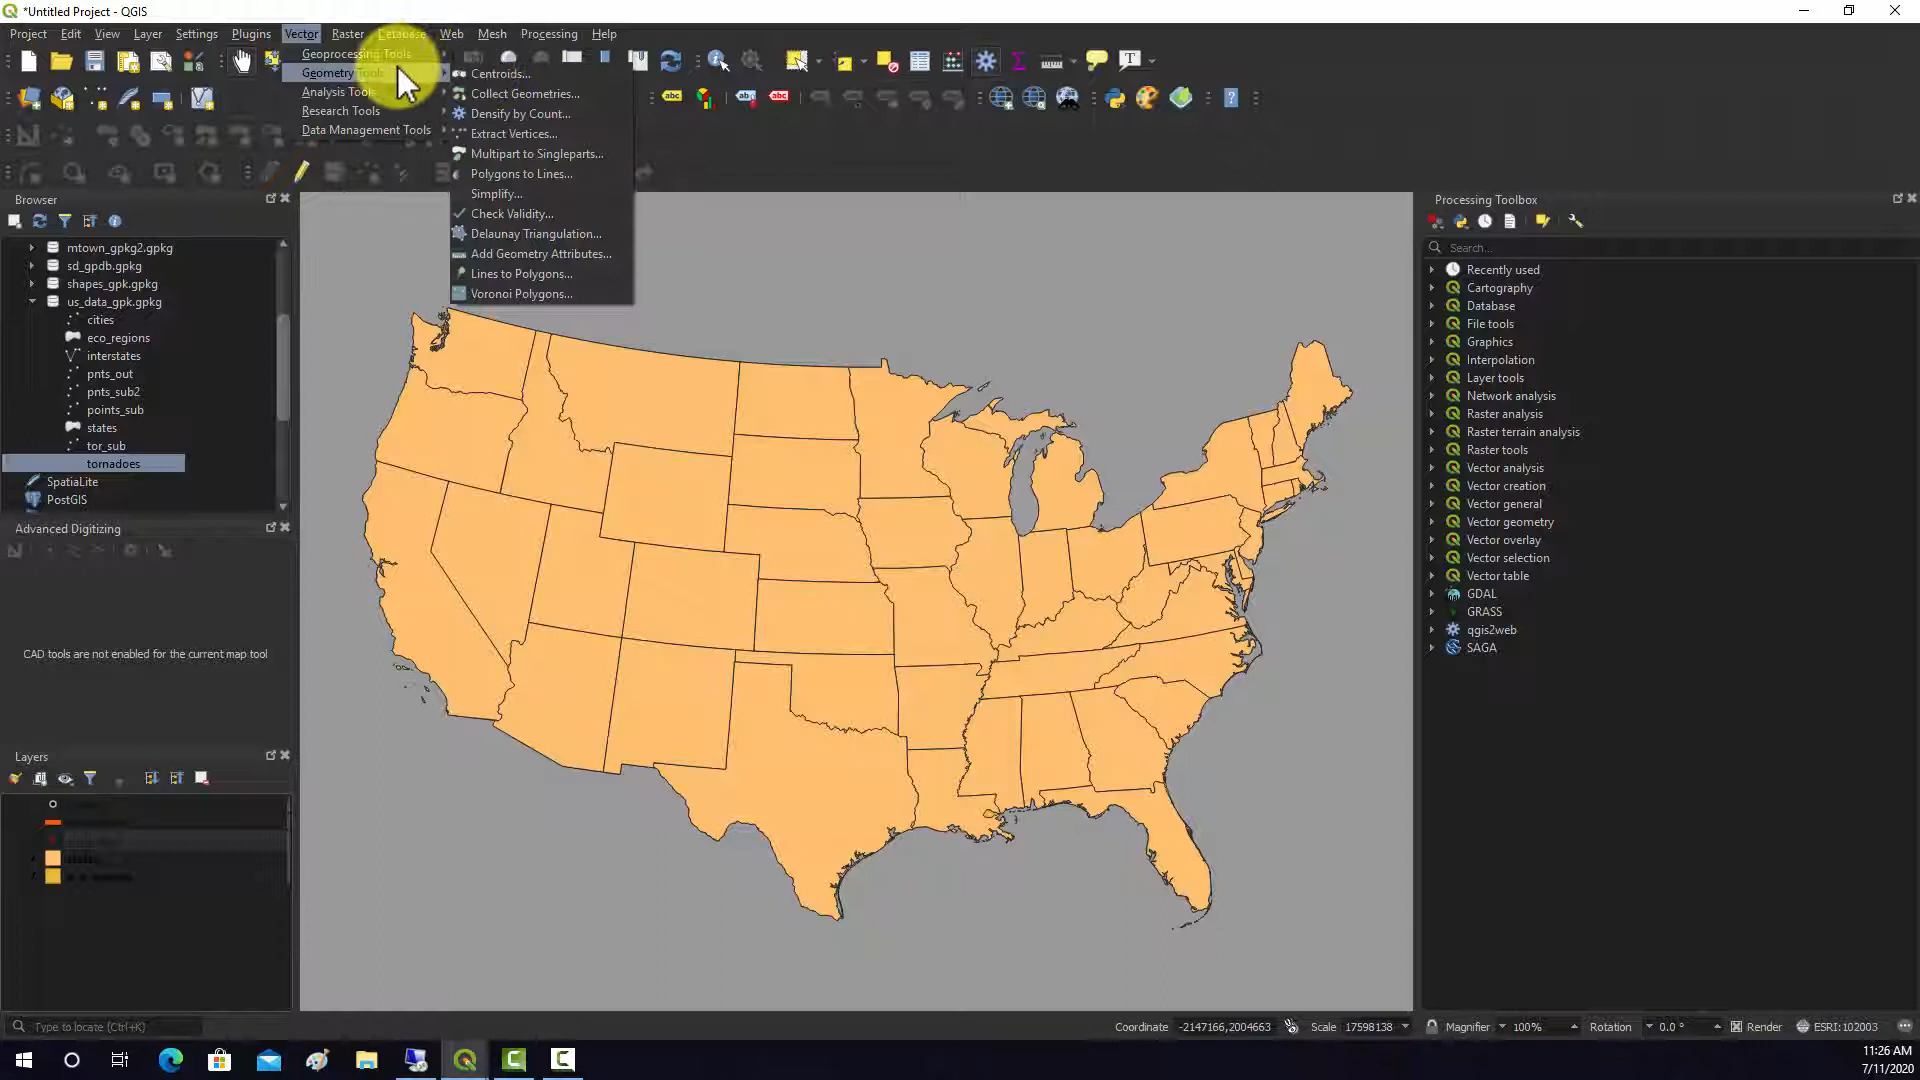 *Untitled Project - QGIS
Project Edit View Layer Settings Plugins Vector Raster Database Web Mesh Processing Help
Geoprocessing Tools
Geometry Tools
Analysis Tools
Research Tools
Data Management Tools
Centroids...
Collect Geometries...
Densify by Count...
Extract Vertices...
Multipart to Singleparts...
Polygons to Lines...
Simplify...
Check Validity...
Delaunay Triangulation...
Add Geometry Attributes...
Lines to Polygons...
Voronoi Polygons...
abc
ab
abc
T
Browser
mtown_gpkg2.gpkg
sd_gpdb.gpkg
shapes_gpk.gpkg
us_data_gpk.gpkg
cities
eco_regions
interstates
pnts_out
pnts_sub2
points_sub
states
tor_sub
tornadoes
SpatiaLite
PostGIS
Advanced Digitizing
CAD tools are not enabled for the current map tool
Layers
Processing Toolbox
Search...
Recently used
Cartography
Database
File tools
Graphics
Interpolation
Layer tools
Network analysis
Raster analysis
Raster terrain analysis
Raster tools
Vector analysis
Vector creation
Vector general
Vector geometry
Vector overlay
Vector selection
Vector table
GDAL
GRASS
qgis2web
SAGA
Type to locate (Ctrl+K)
Coordinate -2147166,2004663 Scale 17598138 Magnifier 100% Rotation 0.0 ° Render ESRI:102003
11:26 AM
7/11/2020